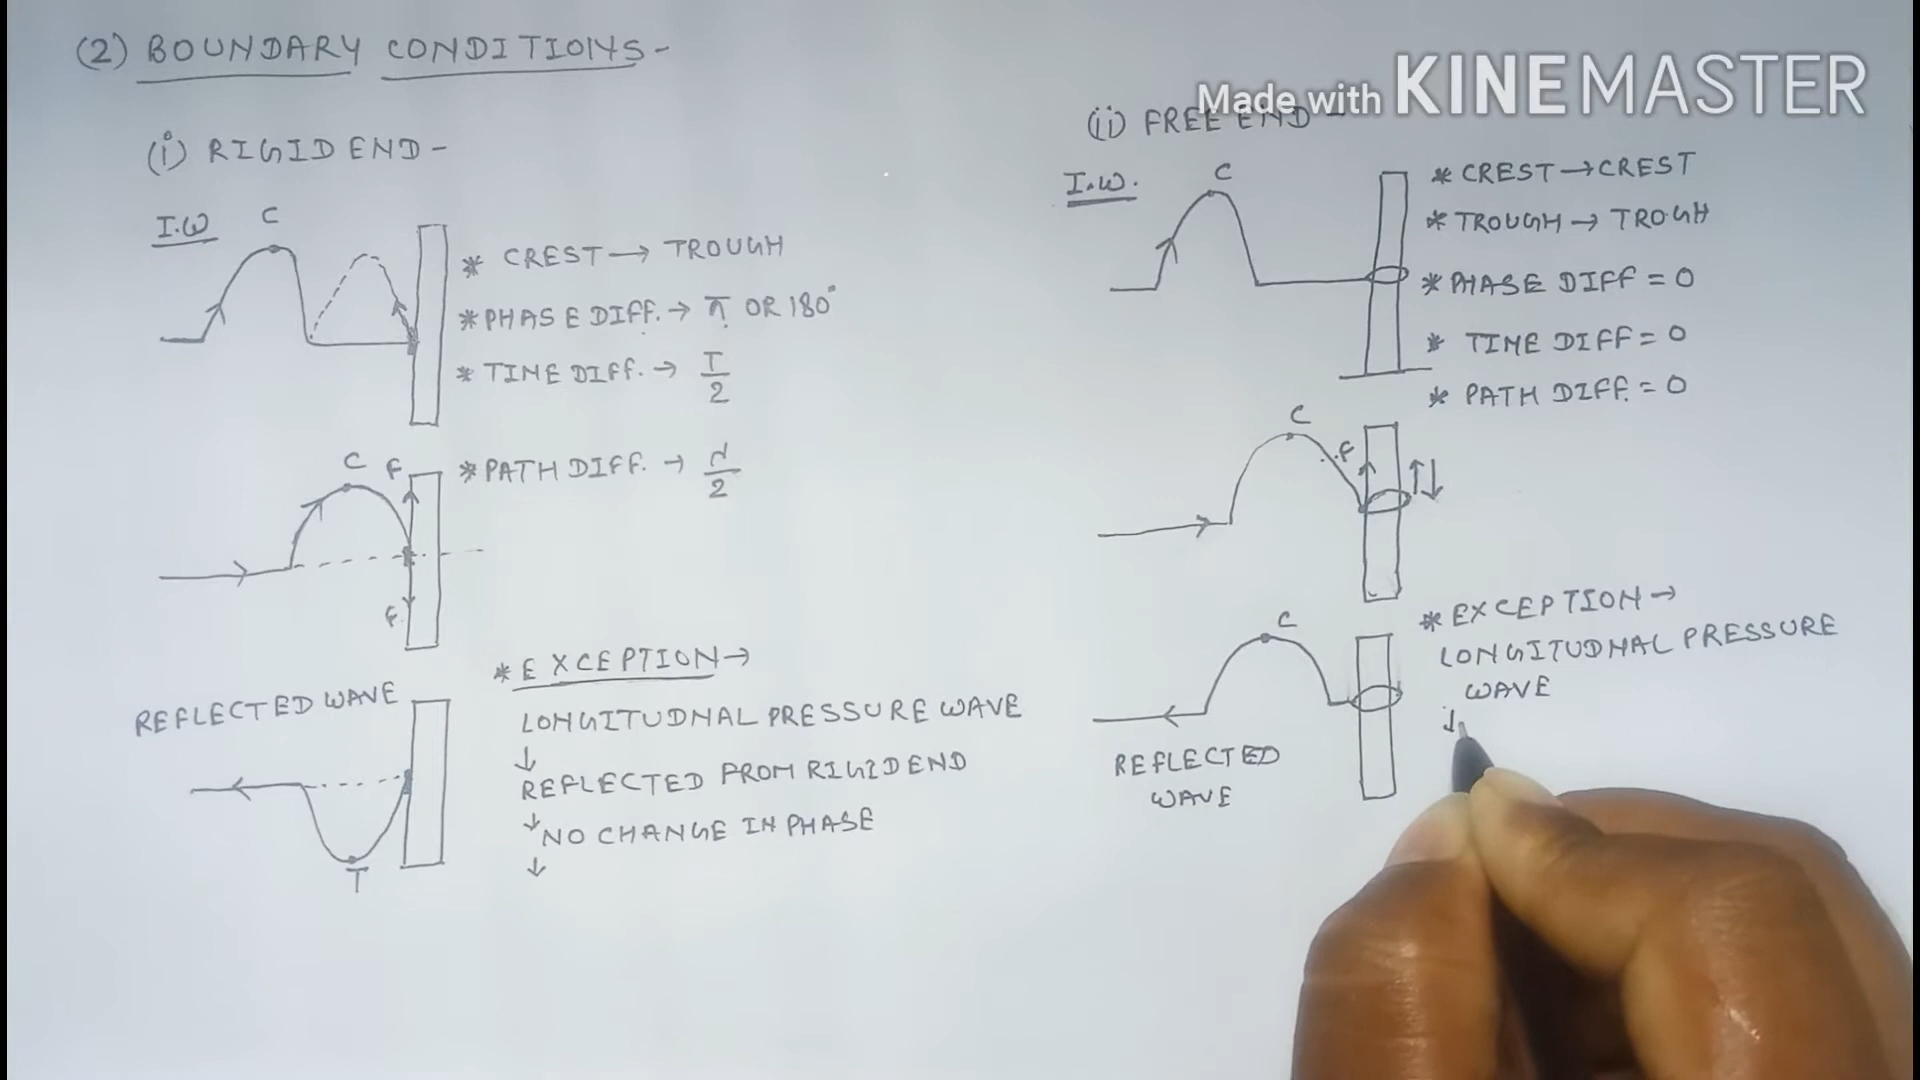 (2) BOUNDARY CONDITIONS-
(i) RIGID END-
I.W
C
* CREST → TROUGH
* PHASE DIFF. → π OR 180°
* TIME DIFF. → T/2
C F
* PATH DIFF. → λ/2
F
* EXCEPTION →
LONGITUDNAL PRESSURE WAVE
↓
REFLECTED FROM RIGID END
↓
NO CHANGE IN PHASE
↓
REFLECTED WAVE
T
Made with KINEMASTER
(ii) FREE END -
I.W.
C
* CREST → CREST
* TROUGH → TROGH
* PHASE DIFF = 0
* TIME DIFF = 0
* PATH DIFF. = 0
C
F
↑↓
C
* EXCEPTION →
LONGITUDNAL PRESSURE
WAVE
↓
REFLECTED
WAVE